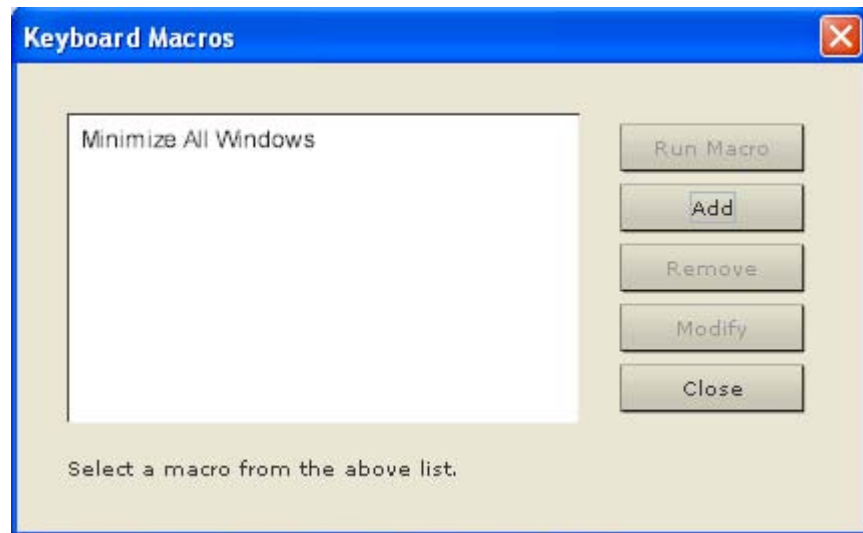 Keyboard Macros
Minimize All Windows
Run Macro
Add
Remove
Modify
Close
Select a macro from the above list.